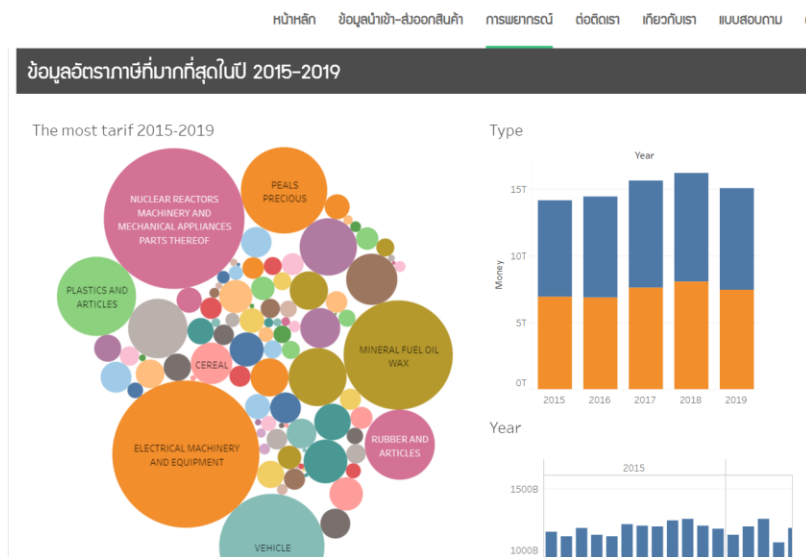 หน้าหลัก ข้อมูลนำเข้า-ส่งออกสินค้า การพยากรณ์ ต่อติดเรา เกี่ยวกับเรา แบบสอบถาม
ข้อมูลอัตราภาษีที่มากที่สุดในปี 2015-2019
The most tarif 2015-2019
NUCLEAR REACTORS
MACHINERY AND
MECHANICAL APPLIANCES
PARTS THEREOF
PEALS
PRECIOUS
PLASTICS AND
ARTICLES
MINERAL FUEL OIL
WAX
CEREAL
ELECTRICAL MACHINERY
AND EQUIPMENT
RUBBER AND
ARTICLES
VEHICLE
Type
Year
15T
10T
5T
0T
Money
2015 2016 2017 2018 2019
Year
2015
1500B
1000B